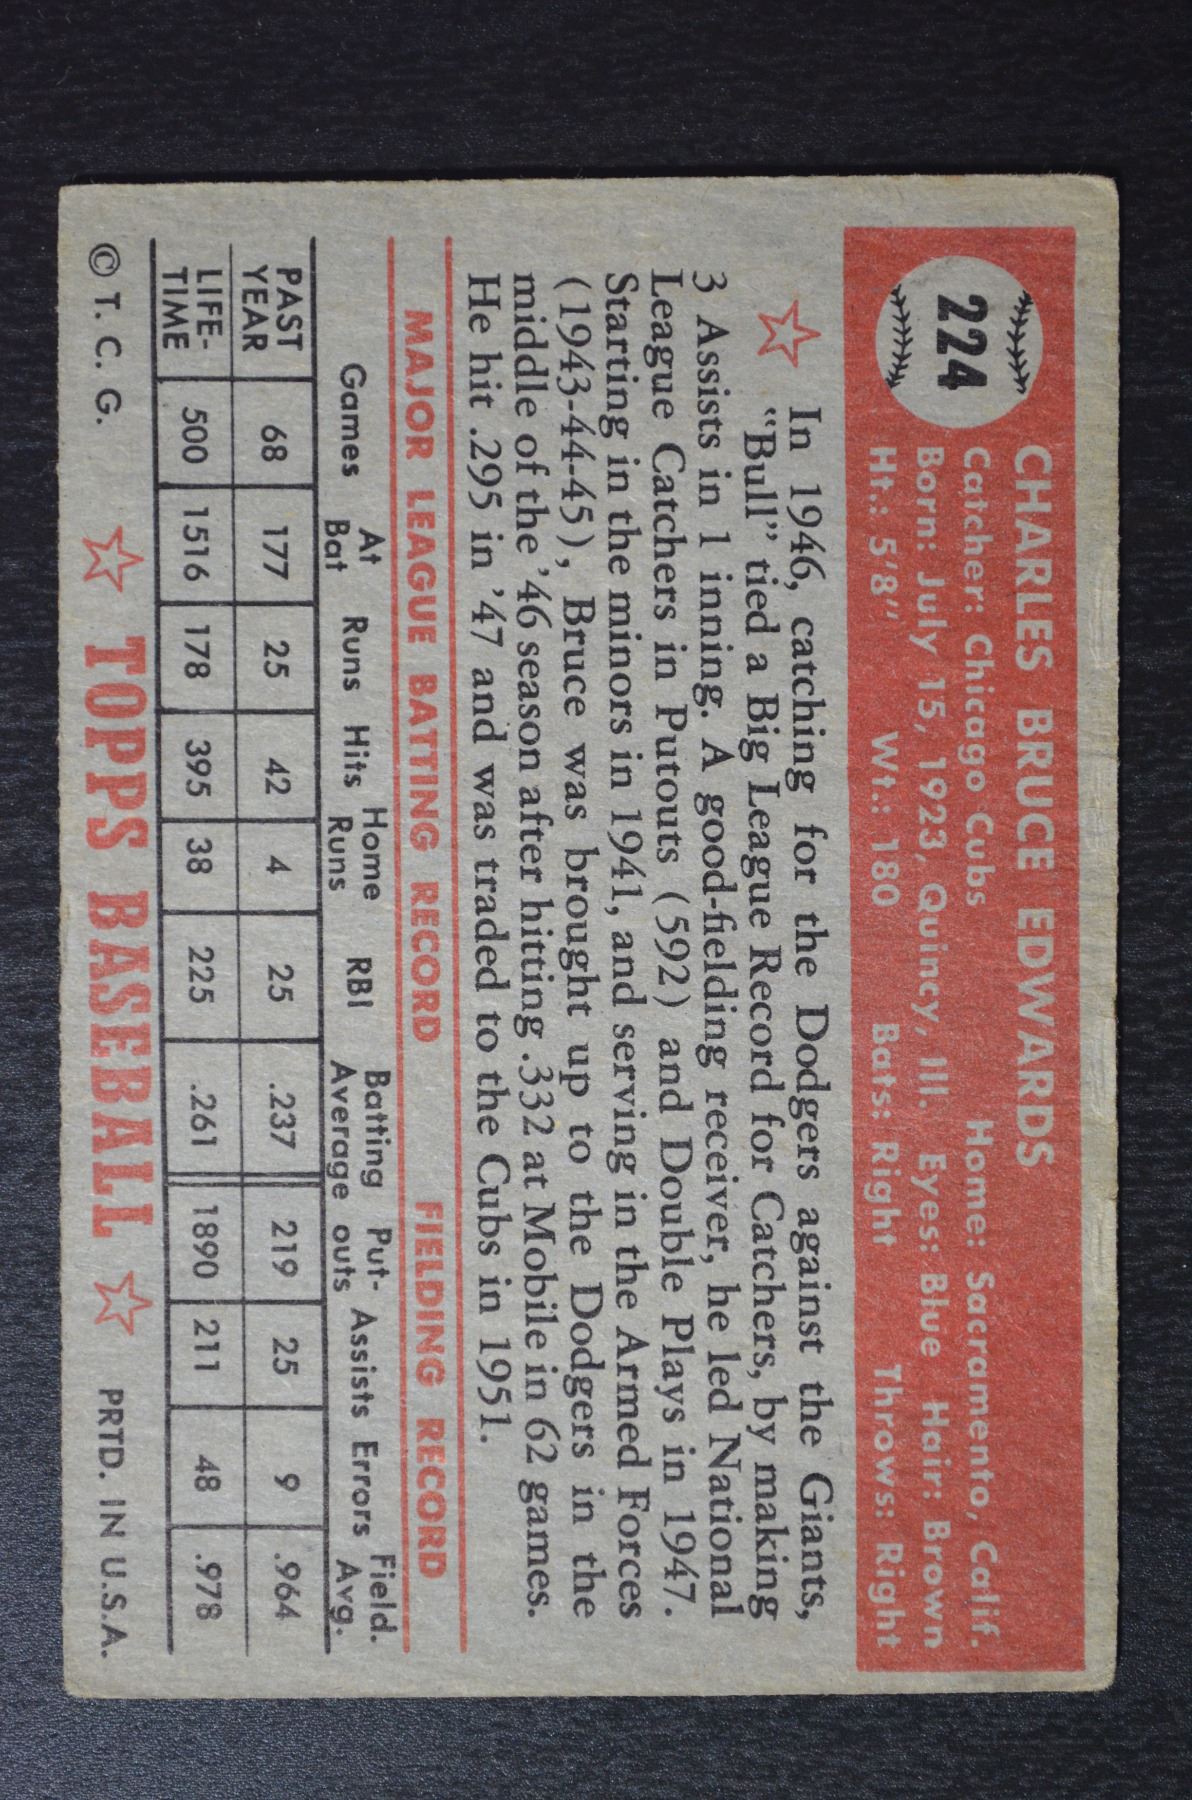 224
CHARLES BRUCE EDWARDS
Catcher: Chicago Cubs Home: Sacramento, Calif.
Born: July 15, 1923, Quincy, Ill. Eyes: Blue Hair: Brown
Ht.: 5'8" Wt.: 180 Bats: Right Throws: Right
In 1946, catching for the Dodgers against the Giants,
"Bull" tied a Big League Record for Catchers, by making
3 Assists in 1 inning. A good-fielding receiver, he led National
League Catchers in Putouts (592) and Double Plays in 1947.
Starting in the minors in 1941, and serving in the Armed Forces
(1943-44-45), Bruce was brought up to the Dodgers in the
middle of the '46 season after hitting .332 at Mobile in 62 games.
He hit .295 in '47 and was traded to the Cubs in 1951.
MAJOR LEAGUE BATTING RECORD FIELDING RECORD
Games At Bat Runs Hits Home Runs RBI Batting Average Put-outs Assists Errors Field. Avg.
PAST YEAR 68 177 25 42 4 25 .237 219 25 9 .964
LIFE-TIME 500 1516 178 395 38 225 .261 1890 211 48 .978
© T. C. G. ☆ TOPPS BASEBALL ☆ PRTD. IN U.S.A.